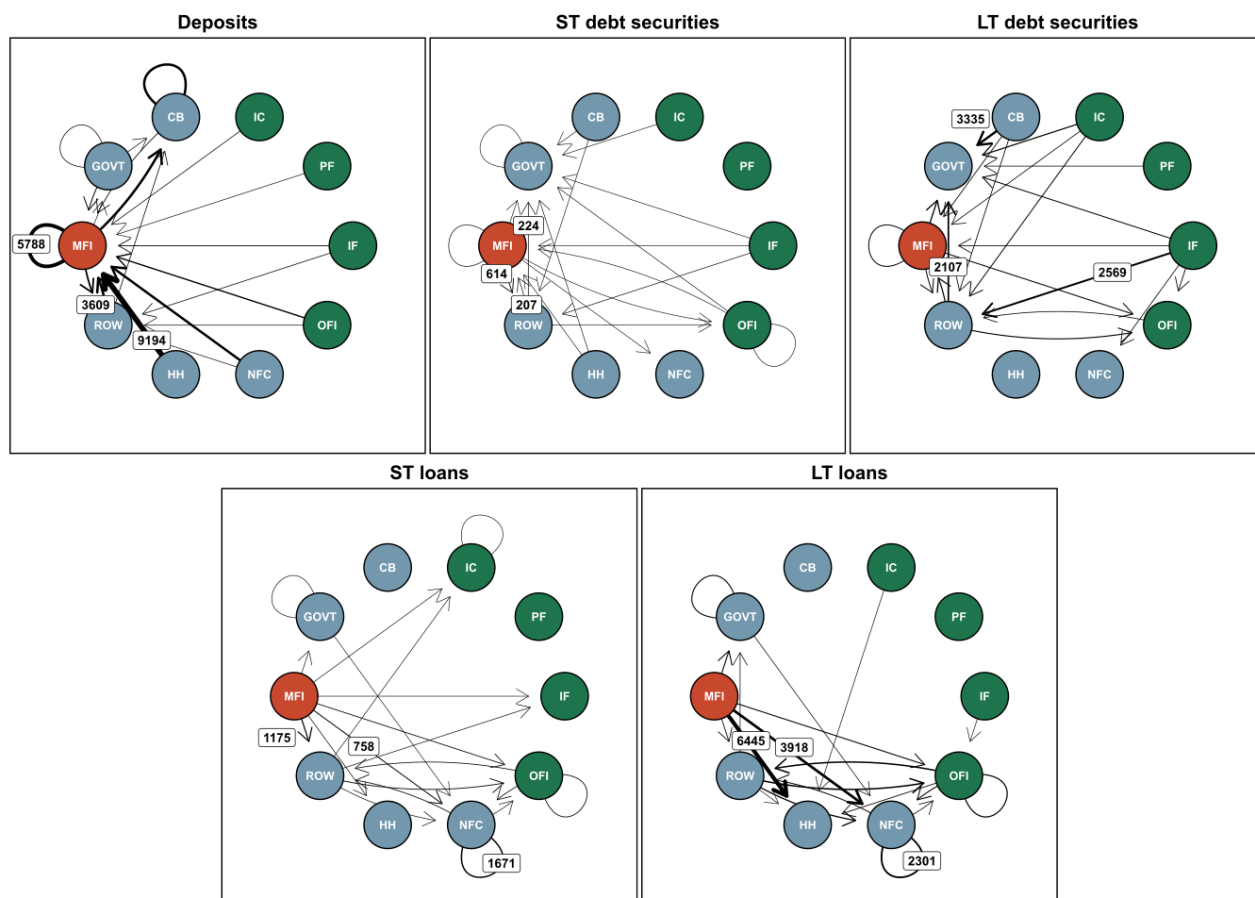 Deposits
ST debt securities
LT debt securities
CB
IC
GOVT
PF
5788
MFI
IF
3609
ROW
9194
OFI
HH
NFC
CB
IC
GOVT
PF
224
MFI
614
IF
207
ROW
OFI
HH
NFC
3335
CB
IC
GOVT
PF
MFI
2107
2569
IF
ROW
OFI
HH
NFC
ST loans
LT loans
CB
IC
GOVT
PF
MFI
IF
1175
758
ROW
OFI
HH
NFC
1671
CB
IC
GOVT
PF
MFI
IF
6445
3918
ROW
OFI
HH
NFC
2301